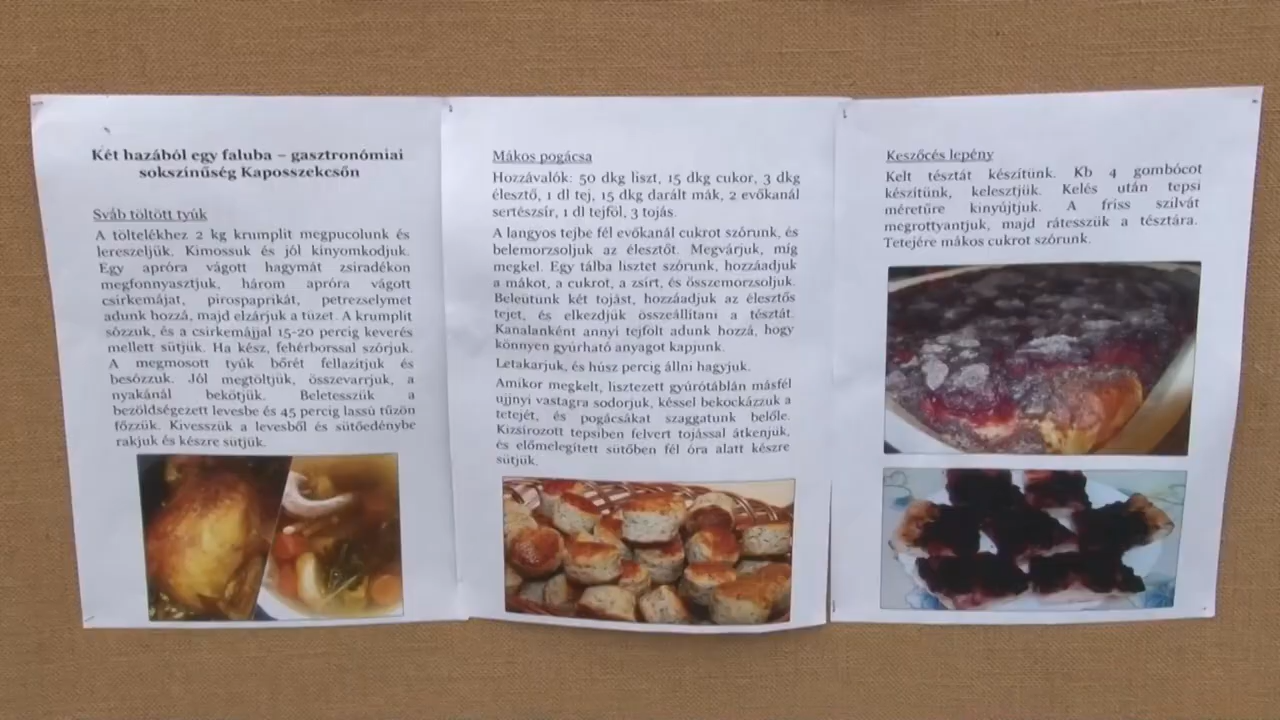 Két hazából egy faluba – gasztronómiai
sokszínűség Kaposszekcsőn
Sváb töltött tyúk
A töltelékhez 2 kg krumplit megpucolunk és
lereszeljük. Kimossuk és jól kinyomkodjuk.
Egy apróra vágott hagymát zsiradékon
megfonnyasztjuk, három apróra vágott
csirkemájat, pirospaprikát, petrezselymet
adunk hozzá, majd elzárjuk a tüzet. A krumplit
sózzuk, és a csirkemájjal 15-20 percig keverés
mellett sütjük. Ha kész, fehérborssal szórjuk.
A megmosott tyúk bőrét fellazítjuk és
besózzuk. Jól megtöltjük, összevarrjuk, a
nyakánál bekötjük. Beletesszük a
bezöldségezett levesbe és 45 percig lassú tűzön
főzzük. Kivesszük a levesből és sütőedénybe
rakjuk és készre sütjük.
Mákos pogácsa
Hozzávalók: 50 dkg liszt, 15 dkg cukor, 3 dkg
élesztő, 1 dl tej, 15 dkg darált mák, 2 evőkanál
sertészsír, 1 dl tejföl, 3 tojás.
A langyos tejbe fél evőkanál cukrot szórunk, és
belemorzsoljuk az élesztőt. Megvárjuk, míg
megkel. Egy tálba lisztet szórunk, hozzáadjuk
a mákot, a cukrot, a zsírt, és összemorzsoljuk.
Beleütünk két tojást, hozzáadjuk az élesztős
tejet, és elkezdjük összeállítani a tésztát.
Kanalanként annyi tejfölt adunk hozzá, hogy
könnyen gyúrható anyagot kapjunk.
Letakarjuk, és húsz percig állni hagyjuk.
Amikor megkelt, lisztezett gyúrótáblán másfél
ujjnyi vastagra sodorjuk, késsel bekockázzuk a
tetejét, és pogácsákat szaggatunk belőle.
Kizsírozott tepsiben felvert tojással átkenjük,
és előmelegített sütőben fél óra alatt készre
sütjük.
Keszőcés lepény
Kelt tésztát készítünk. Kb 4 gombócot
készítünk, kelesztjük. Kelés után tepsi
méretűre kinyújtjuk. A friss szilvát
megrottyantjuk, majd rátesszük a tésztára.
Tetejére mákos cukrot szórunk.